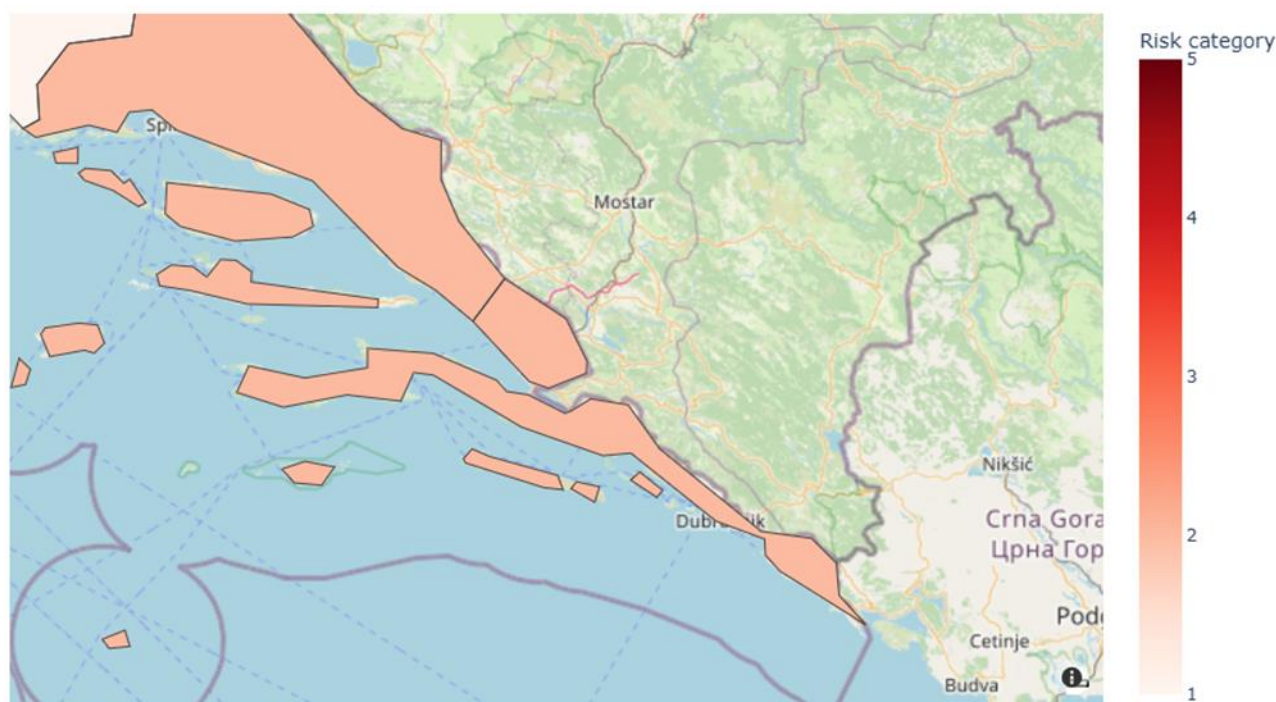 Risk category
5
4
3
2
1
Mostar
Nikšić
Crna Gora
Црна Гор
Cetinje
Budva